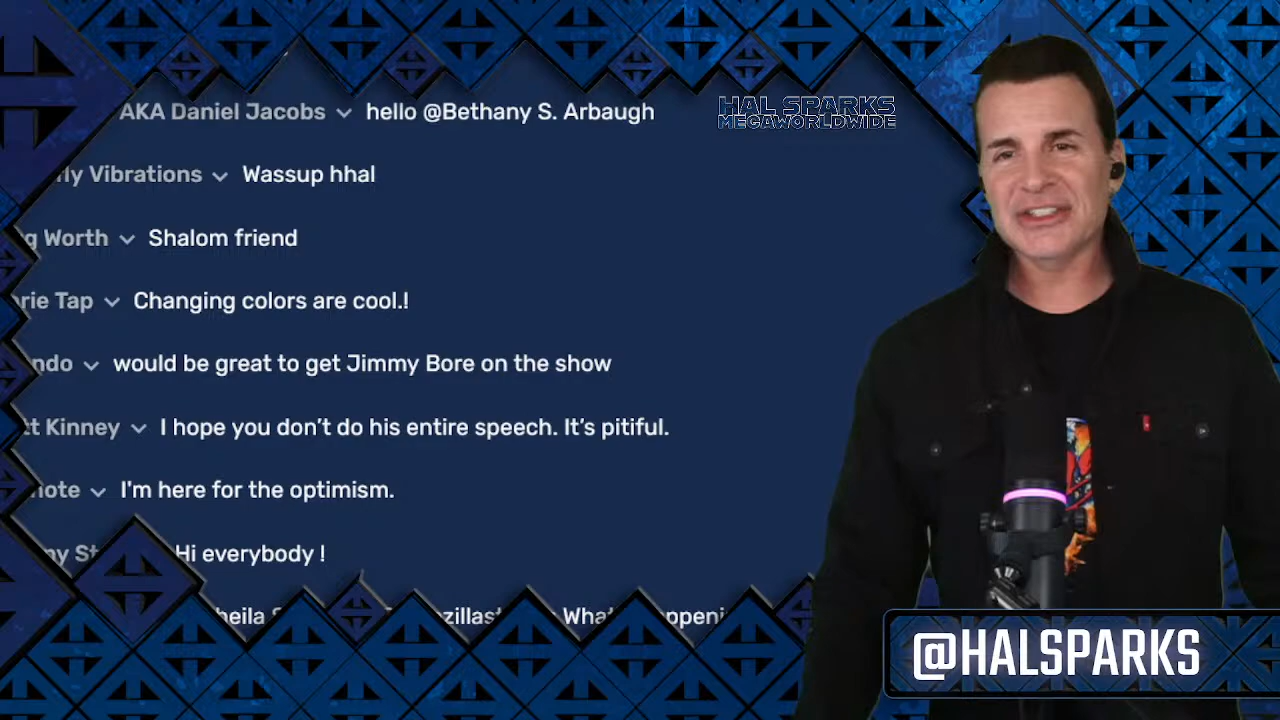 AKA Daniel Jacobs hello @Bethany S. Arbaugh
HAL SPARKS
MEGAWORLDWIDE
Vibrations Wassup hhal
Worth Shalom friend
Tap Changing colors are cool.!
would be great to get Jimmy Bore on the show
Kinney I hope you don't do his entire speech. It's pitiful.
I'm here for the optimism.
Hi everybody !
@HALSPARKS